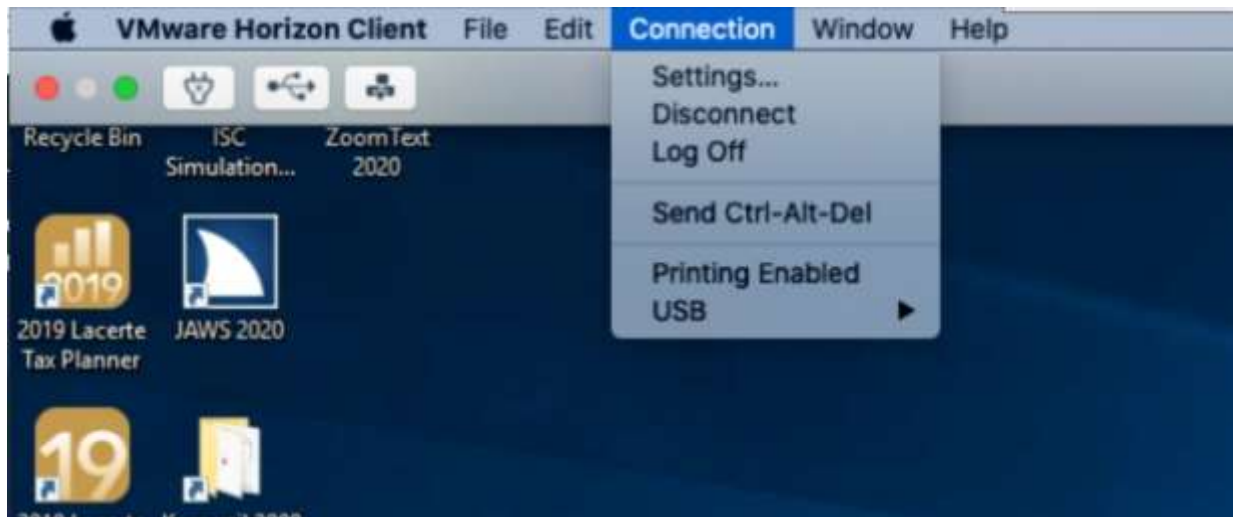 VMware Horizon Client File Edit Connection Window Help
Settings...
Disconnect
Log Off
Send Ctrl-Alt-Del
Printing Enabled
USB
Recycle Bin
ISC
Simulation...
ZoomText
2020
2019
2019 Lacerte
Tax Planner
JAWS 2020
19